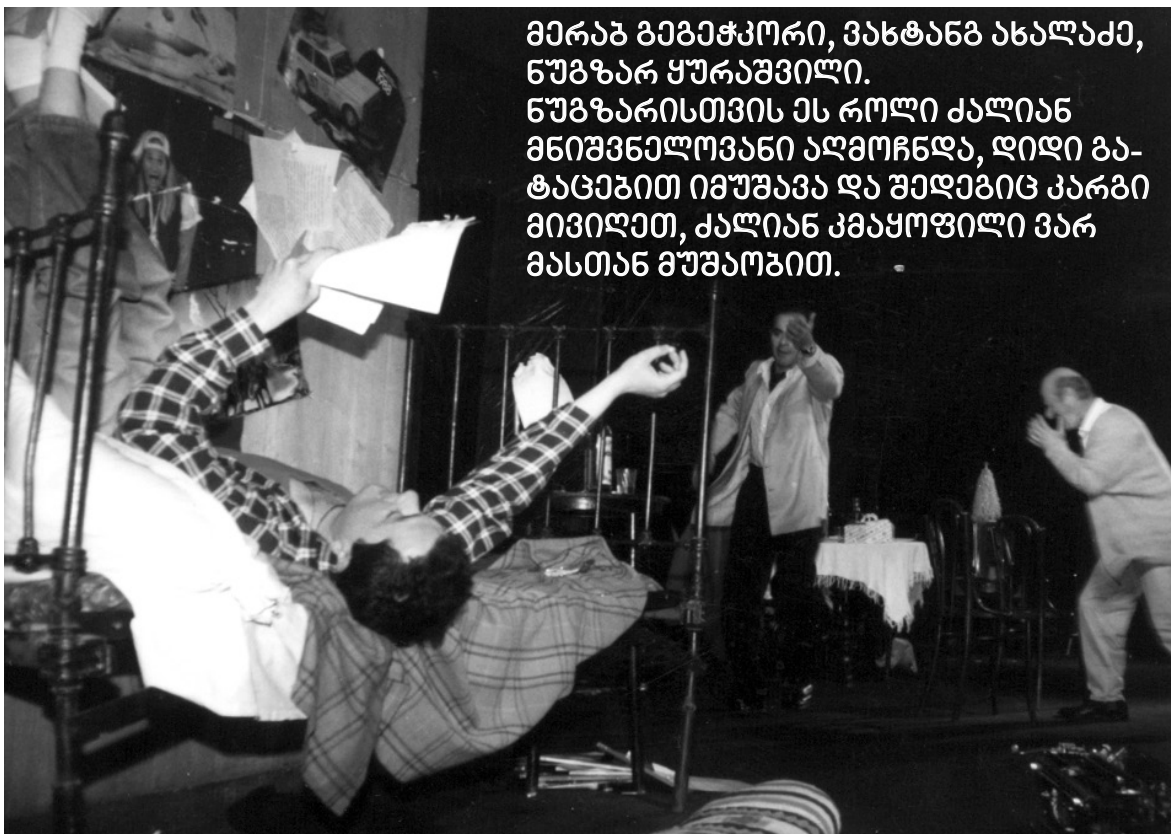 მერაბ გეგეჭკორი, ვახტანგ ახალაძე,
ნუგზარ ყურაშვილი.
ნუგზარისთვის ეს როლი ძალიან
მნიშვნელოვანი აღმოჩნდა, დიდი გა-
ტაცებით იმუშავა და შედეგიც კარგი
მივიღეთ, ძალიან კმაყოფილი ვარ
მასთან მუშაობით.